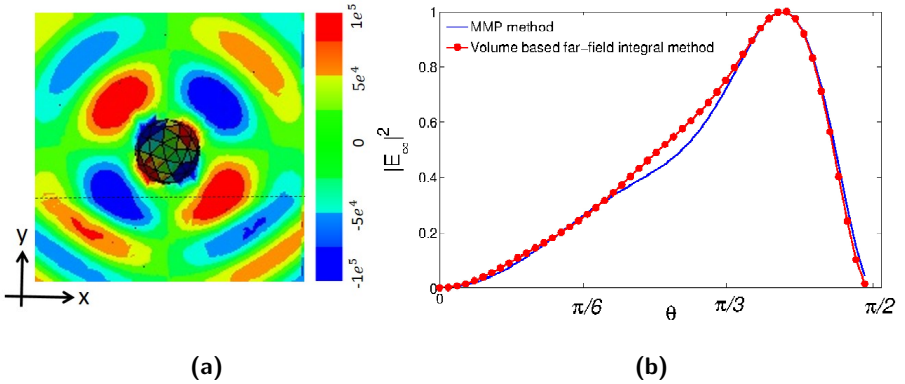 1e⁵
5e⁴
0
-5e⁴
-1e⁵
y
x
(a)
1
0.8
0.6
0.4
0.2
0
|E∞|²
MMP method
Volume based far-field integral method
0
π/6
θ
π/3
π/2
(b)